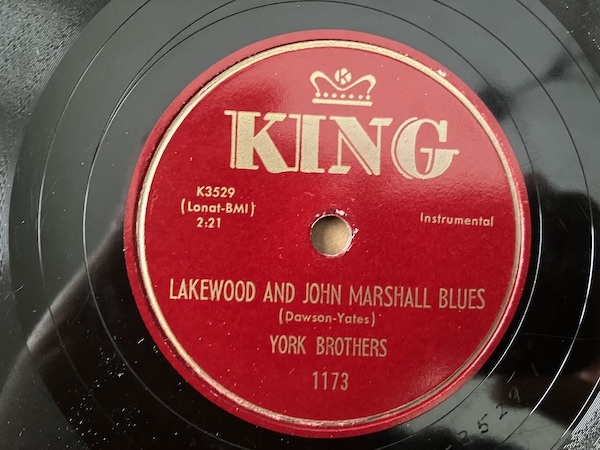 K
KING
K3529
(Lonat-BMI)
2:21
Instrumental
LAKEWOOD AND JOHN MARSHALL BLUES
(Dawson-Yates)
YORK BROTHERS
1173